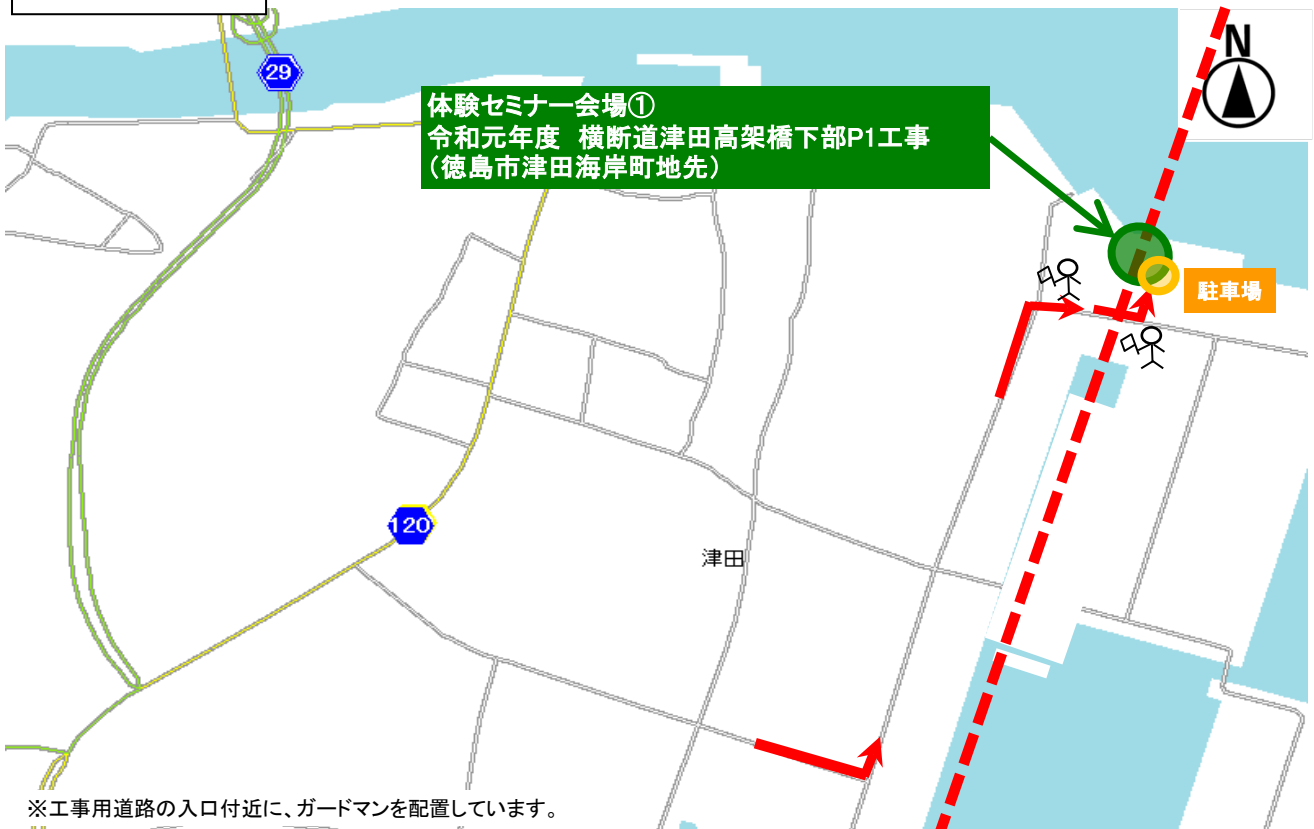 29
N
体験セミナー会場①
令和元年度　横断道津田高架橋下部P1工事
（徳島市津田海岸町地先）
駐車場
120
津田
※工事用道路の入口付近に、ガードマンを配置しています。